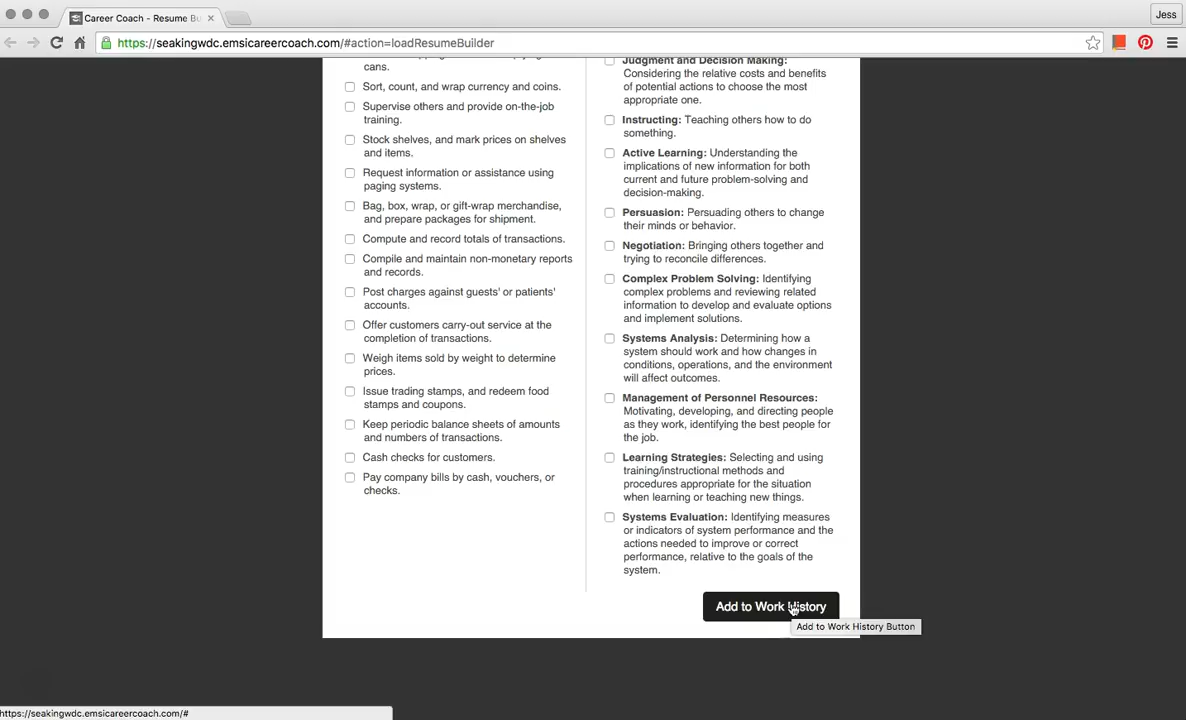 Career Coach - Resume Bu
Jess
https://seakingwdc.emsicareercoach.com/#action=loadResumeBuilder
cans.
Sort, count, and wrap currency and coins.
Supervise others and provide on-the-job
training.
Stock shelves, and mark prices on shelves
and items.
Request information or assistance using
paging systems.
Bag, box, wrap, or gift-wrap merchandise,
and prepare packages for shipment.
Compute and record totals of transactions.
Compile and maintain non-monetary reports
and records.
Post charges against guests' or patients'
accounts.
Offer customers carry-out service at the
completion of transactions.
Weigh items sold by weight to determine
prices.
Issue trading stamps, and redeem food
stamps and coupons.
Keep periodic balance sheets of amounts
and numbers of transactions.
Cash checks for customers.
Pay company bills by cash, vouchers, or
checks.
Judgment and Decision Making:
Considering the relative costs and benefits
of potential actions to choose the most
appropriate one.
Instructing: Teaching others how to do
something.
Active Learning: Understanding the
implications of new information for both
current and future problem-solving and
decision-making.
Persuasion: Persuading others to change
their minds or behavior.
Negotiation: Bringing others together and
trying to reconcile differences.
Complex Problem Solving: Identifying
complex problems and reviewing related
information to develop and evaluate options
and implement solutions.
Systems Analysis: Determining how a
system should work and how changes in
conditions, operations, and the environment
will affect outcomes.
Management of Personnel Resources:
Motivating, developing, and directing people
as they work, identifying the best people for
the job.
Learning Strategies: Selecting and using
training/instructional methods and
procedures appropriate for the situation
when learning or teaching new things.
Systems Evaluation: Identifying measures
or indicators of system performance and the
actions needed to improve or correct
performance, relative to the goals of the
system.
Add to Work History
Add to Work History Button
https://seakingwdc.emsicareercoach.com/#